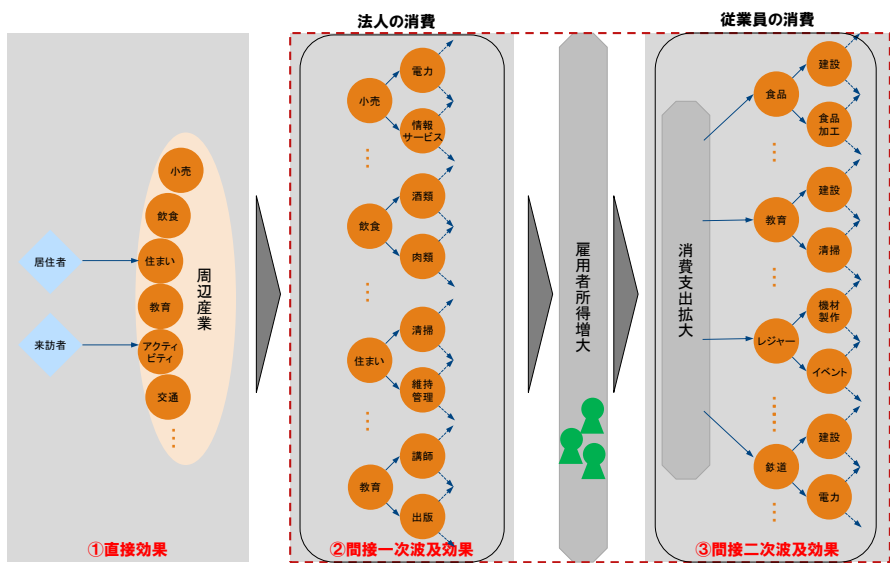 法人の消費
従業員の消費
居住者
来訪者
小売
飲食
住まい
教育
アクティ
ビティ
交通
周辺産業
①直接効果
小売
電力
情報
サービス
飲食
酒類
肉類
住まい
清掃
維持
管理
教育
講師
出版
②間接一次波及効果
雇用者所得増大
消費支出拡大
食品
建設
食品
加工
教育
建設
清掃
レジャー
機材
製作
イベント
鉄道
建設
電力
③間接二次波及効果